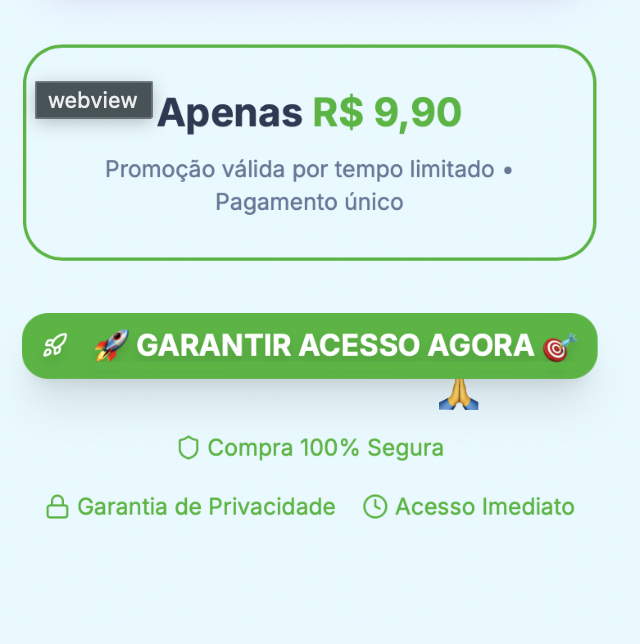 webview
Apenas R$ 9,90
Promoção válida por tempo limitado •
Pagamento único
🚀 GARANTIR ACESSO AGORA 🎯
🙏
Compra 100% Segura
Garantia de Privacidade Acesso Imediato